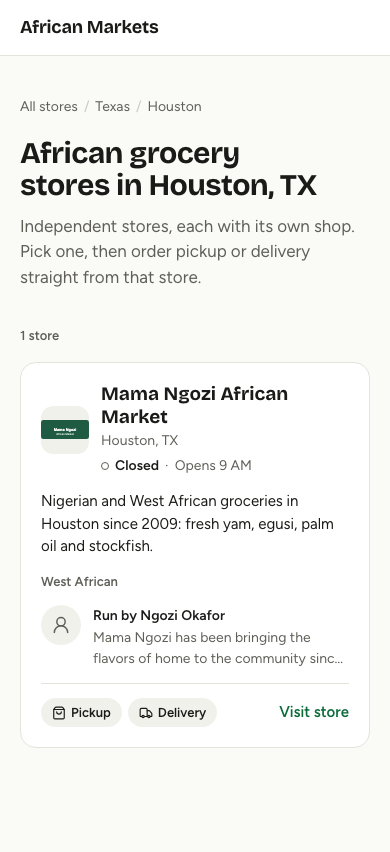 African Markets
All stores / Texas / Houston
African grocery
stores in Houston, TX
Independent stores, each with its own shop.
Pick one, then order pickup or delivery
straight from that store.
1 store
Mama Ngozi African
Market
Mama Ngozi
Houston, TX
Closed · Opens 9 AM
Nigerian and West African groceries in
Houston since 2009: fresh yam, egusi, palm
oil and stockfish.
West African
Run by Ngozi Okafor
Mama Ngozi has been bringing the
flavors of home to the community sinc...
Pickup
Delivery
Visit store